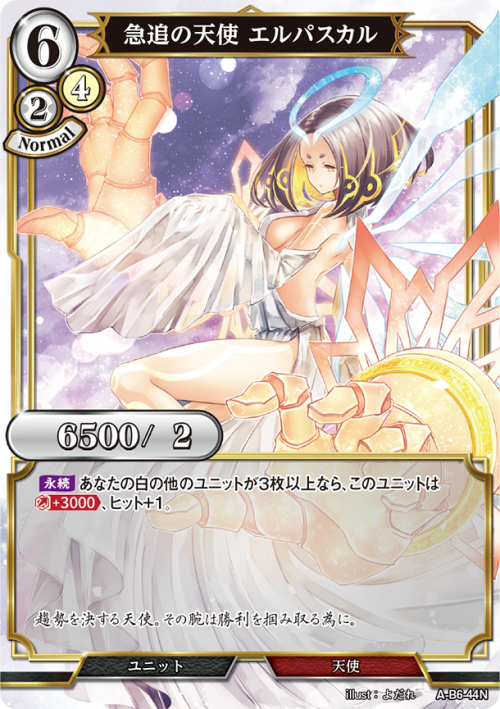 6
急追の天使 エルパスカル
2
4
Normal
6500/ 2
永続 あなたの白の他のユニットが3枚以上なら、このユニットは
+3000、ヒット+1。
趨勢を決する天使。その腕は勝利を掴み取る為に。
ユニット
天使
illust：よだれ
A-B6-44N